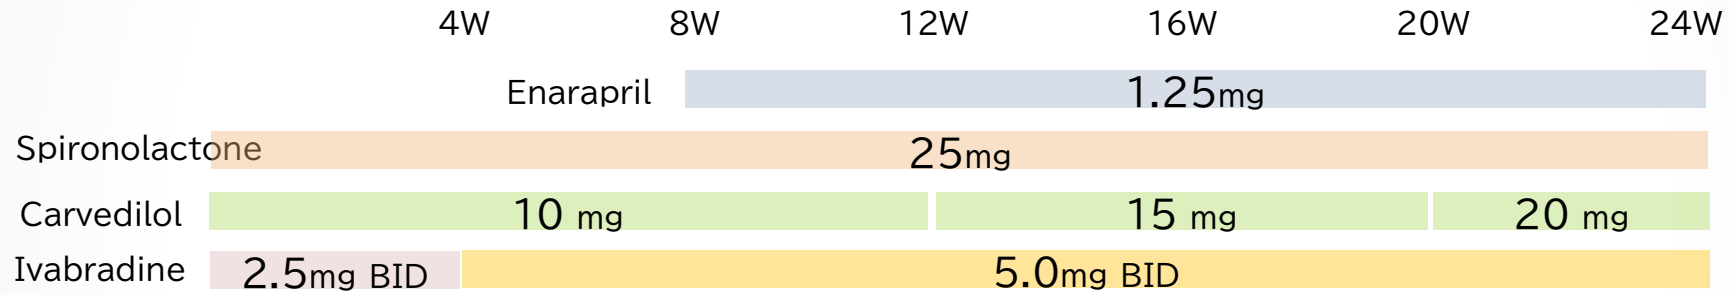 4W 8W 12W 16W 20W 24W
Enarapril 1.25mg
Spironolactone 25mg
Carvedilol 10 mg 15 mg 20 mg
Ivabradine 2.5mg BID 5.0mg BID